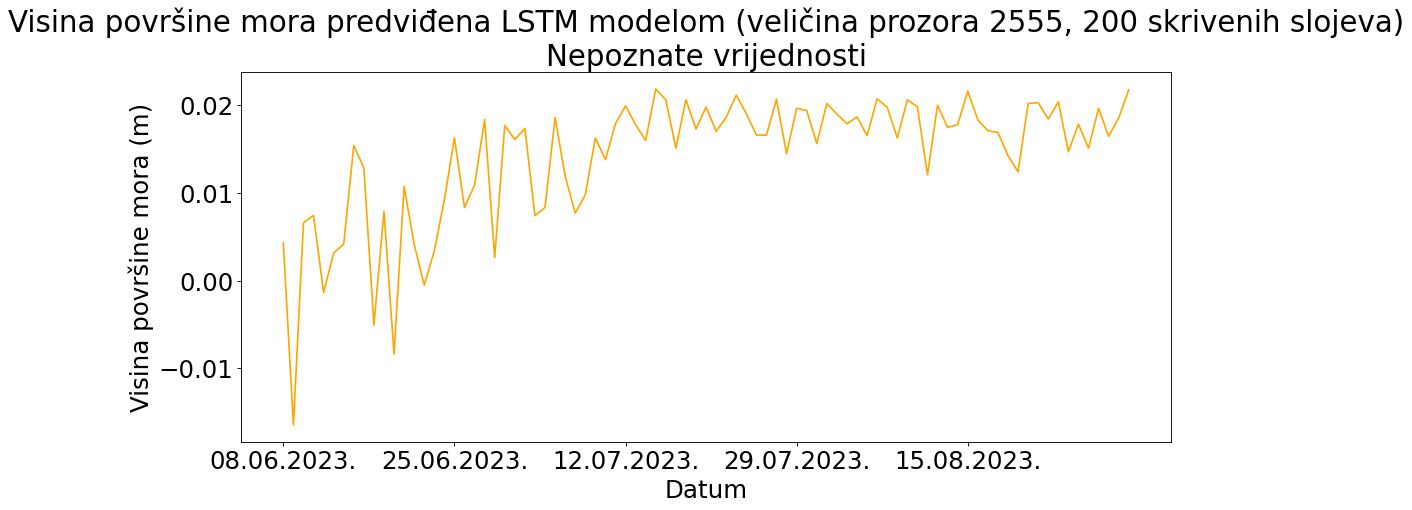 Visina površine mora predviđena LSTM modelom (veličina prozora 2555, 200 skrivenih slojeva)
Nepoznate vrijednosti
Visina površine mora (m)
0.02
0.01
0.00
−0.01
08.06.2023. 25.06.2023. 12.07.2023. 29.07.2023. 15.08.2023.
Datum